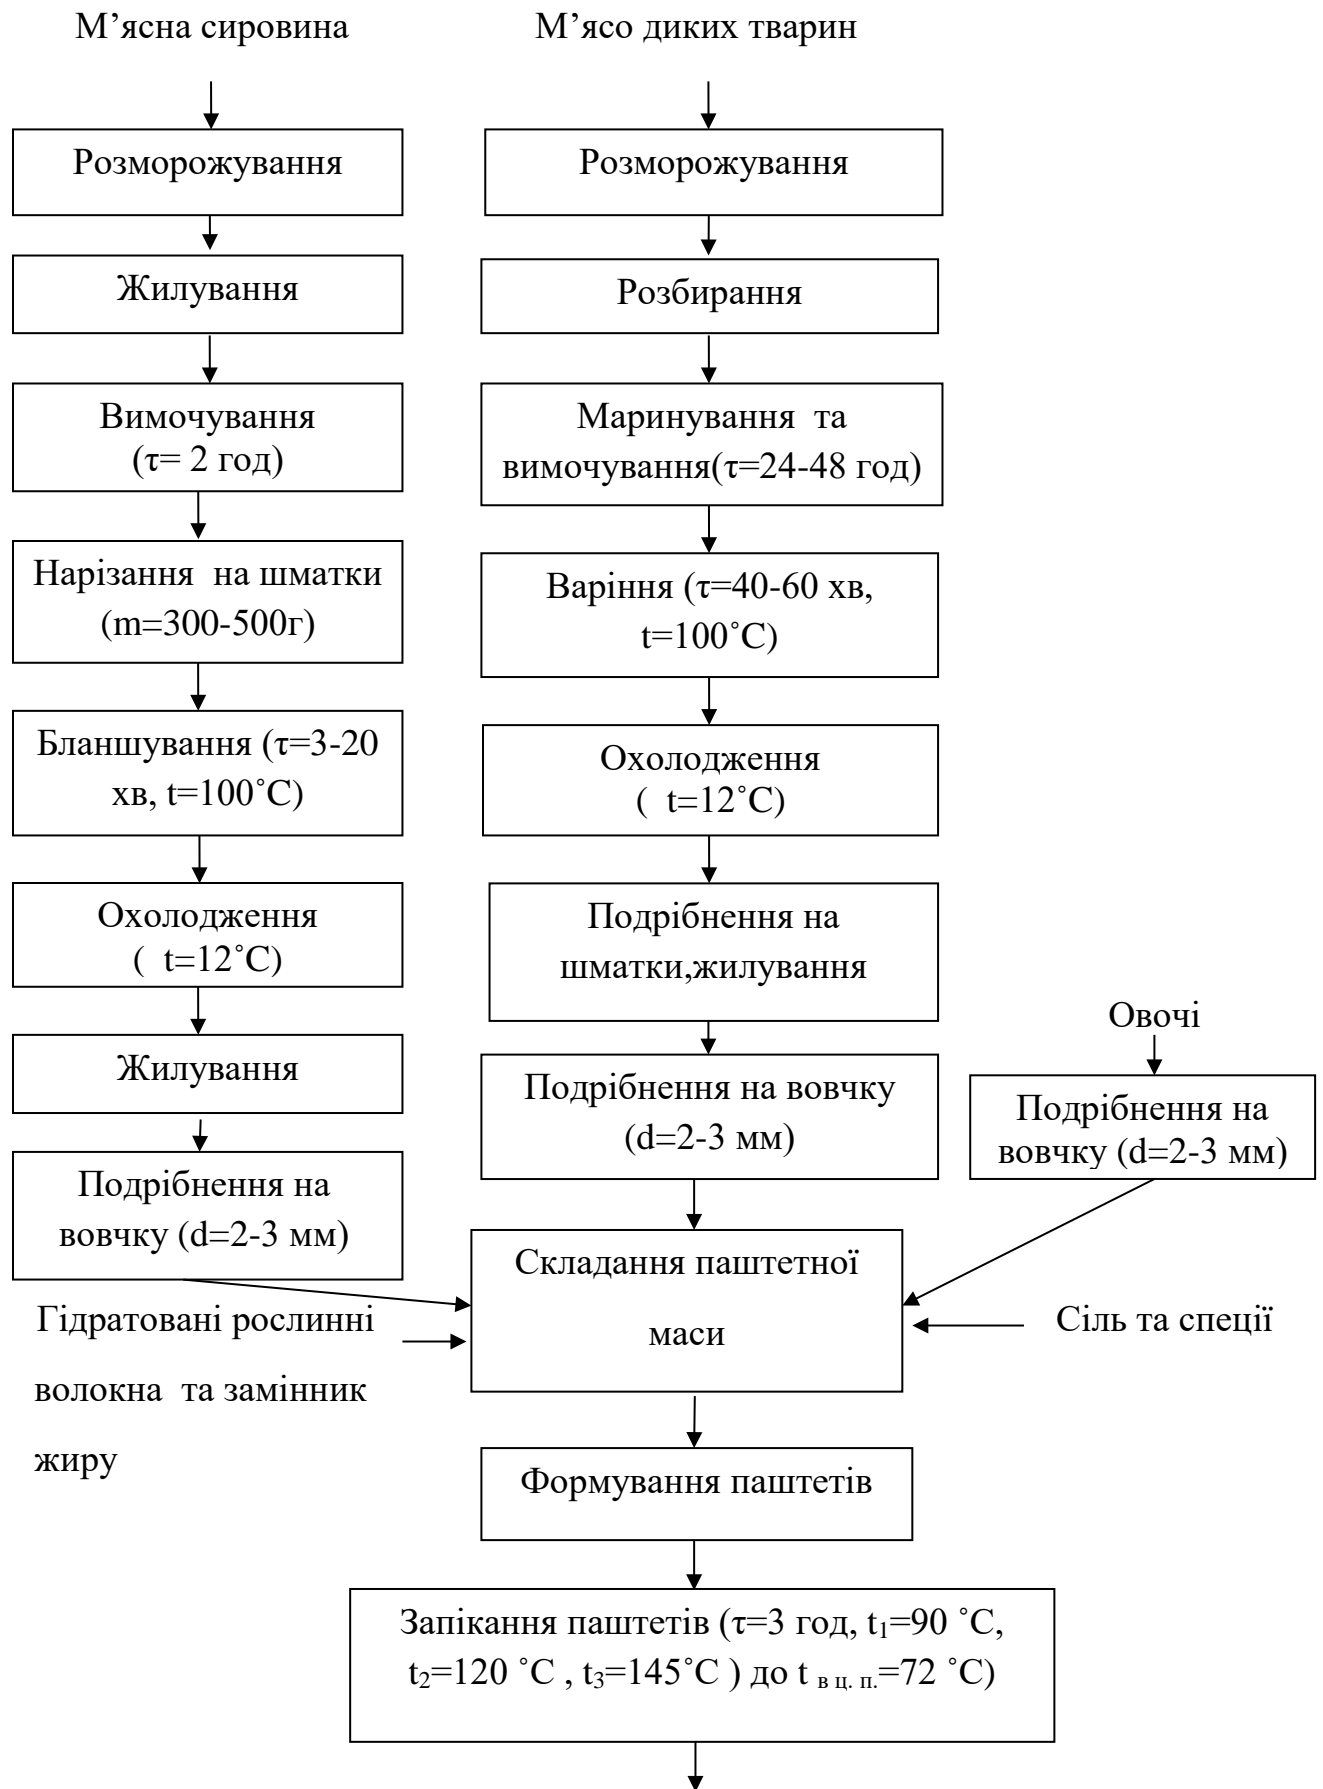 М’ясна сировина
М’ясо диких тварин
Розморожування
Розморожування
Жилування
Розбирання
Вимочування
(τ= 2 год)
Маринування та
вимочування(τ=24-48 год)
Нарізання на шматки
(m=300-500г)
Варіння (τ=40-60 хв,
t=100˚С)
Бланшування (τ=3-20
хв, t=100˚С)
Охолодження
( t=12˚С)
Охолодження
( t=12˚С)
Подрібнення на
шматки,жилування
Жилування
Подрібнення на вовчку
(d=2-3 мм)
Овочі
Подрібнення на
вовчку (d=2-3 мм)
Подрібнення на
вовчку (d=2-3 мм)
Складання паштетної
маси
Гідратовані рослинні
волокна та замінник
жиру
Сіль та спеції
Формування паштетів
Запікання паштетів (τ=3 год, t₁=90 ˚С,
t₂=120 ˚С , t₃=145˚С ) до t в ц. п.=72 ˚С)